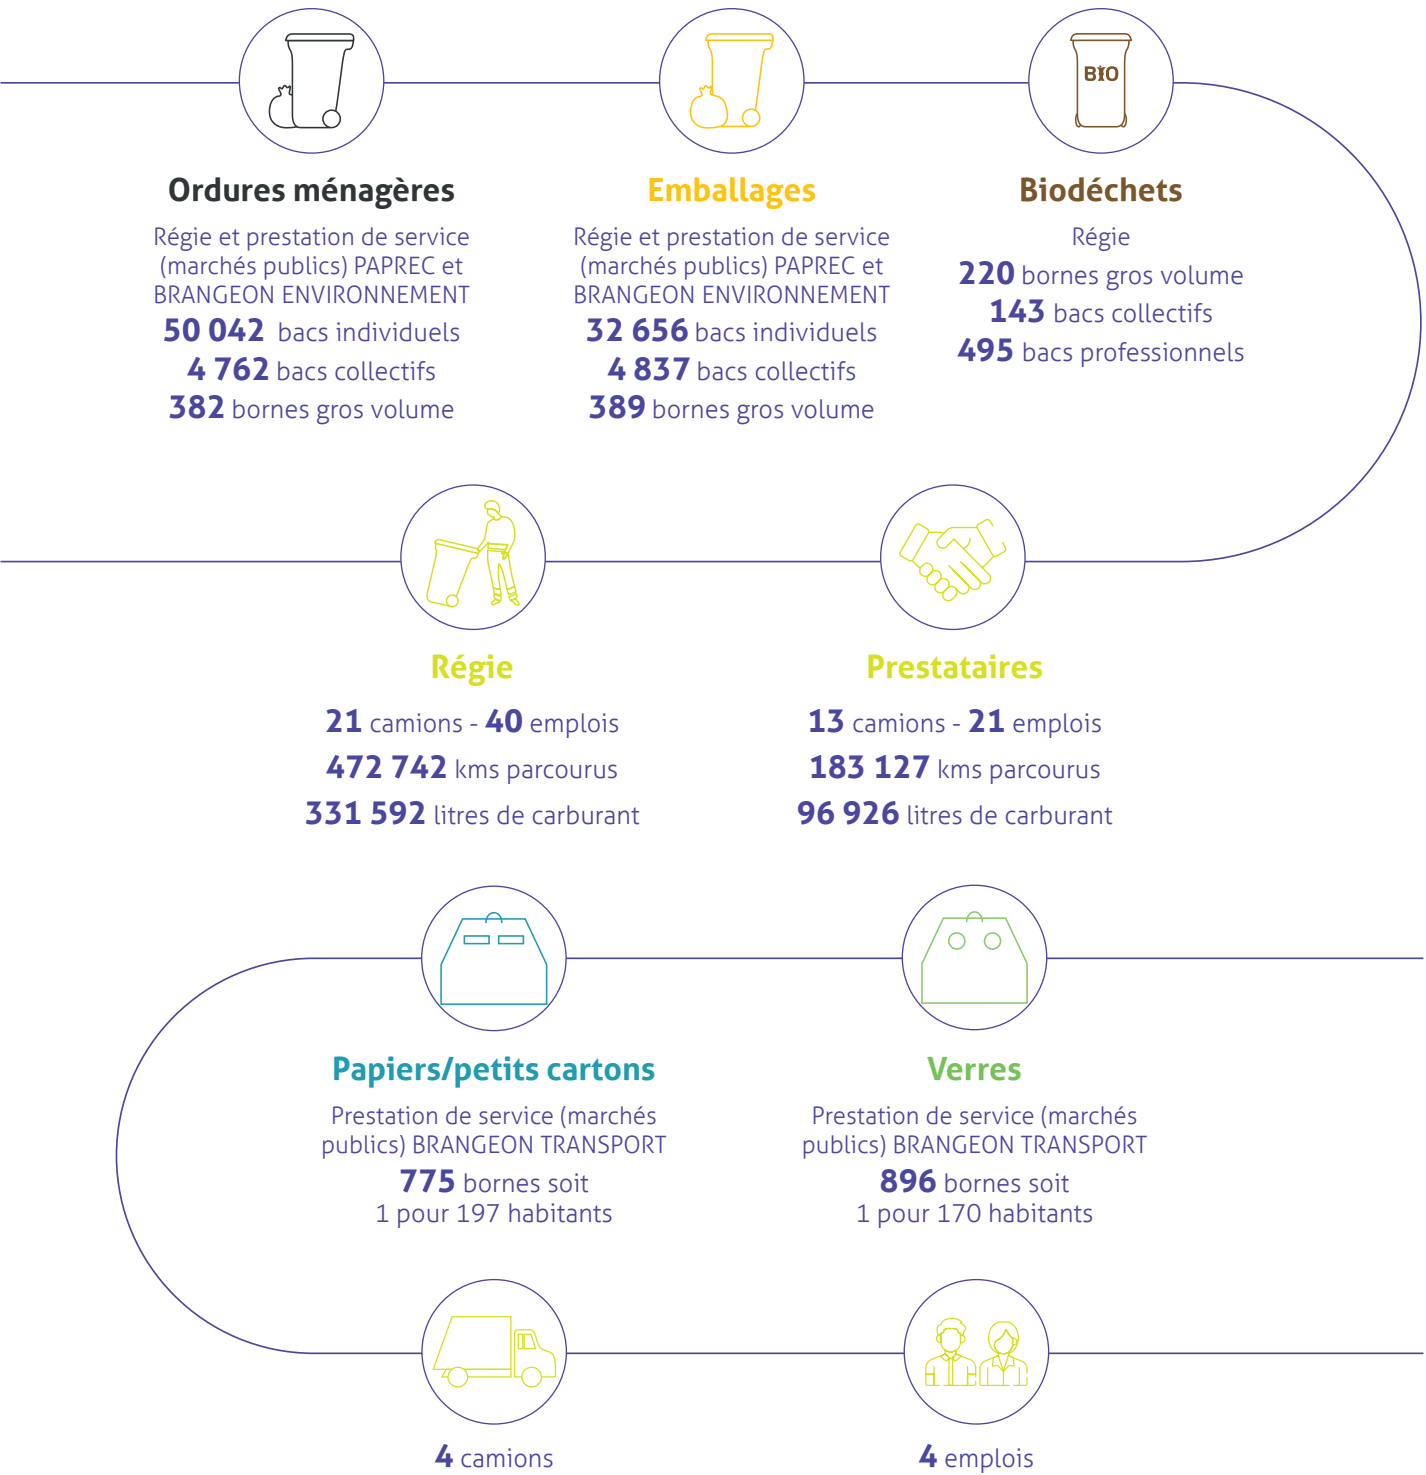 Ordures ménagères
Régie et prestation de service
(marchés publics) PAPREC et
BRANGEON ENVIRONNEMENT
50 042 bacs individuels
4 762 bacs collectifs
382 bornes gros volume
Emballages
Régie et prestation de service
(marchés publics) PAPREC et
BRANGEON ENVIRONNEMENT
32 656 bacs individuels
4 837 bacs collectifs
389 bornes gros volume
BIO
Biodéchets
Régie
220 bornes gros volume
143 bacs collectifs
495 bacs professionnels
Régie
21 camions - 40 emplois
472 742 kms parcourus
331 592 litres de carburant
Prestataires
13 camions - 21 emplois
183 127 kms parcourus
96 926 litres de carburant
Papiers/petits cartons
Prestation de service (marchés
publics) BRANGEON TRANSPORT
775 bornes soit
1 pour 197 habitants
Verres
Prestation de service (marchés
publics) BRANGEON TRANSPORT
896 bornes soit
1 pour 170 habitants
4 camions
4 emplois